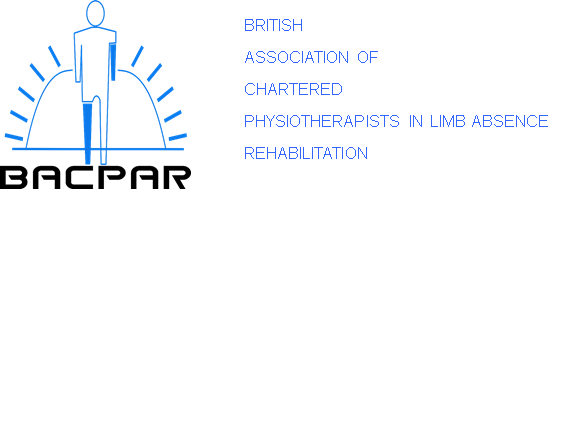 BRITISH
ASSOCIATION OF
CHARTERED
PHYSIOTHERAPISTS IN LIMB ABSENCE
REHABILITATION
BACPAR